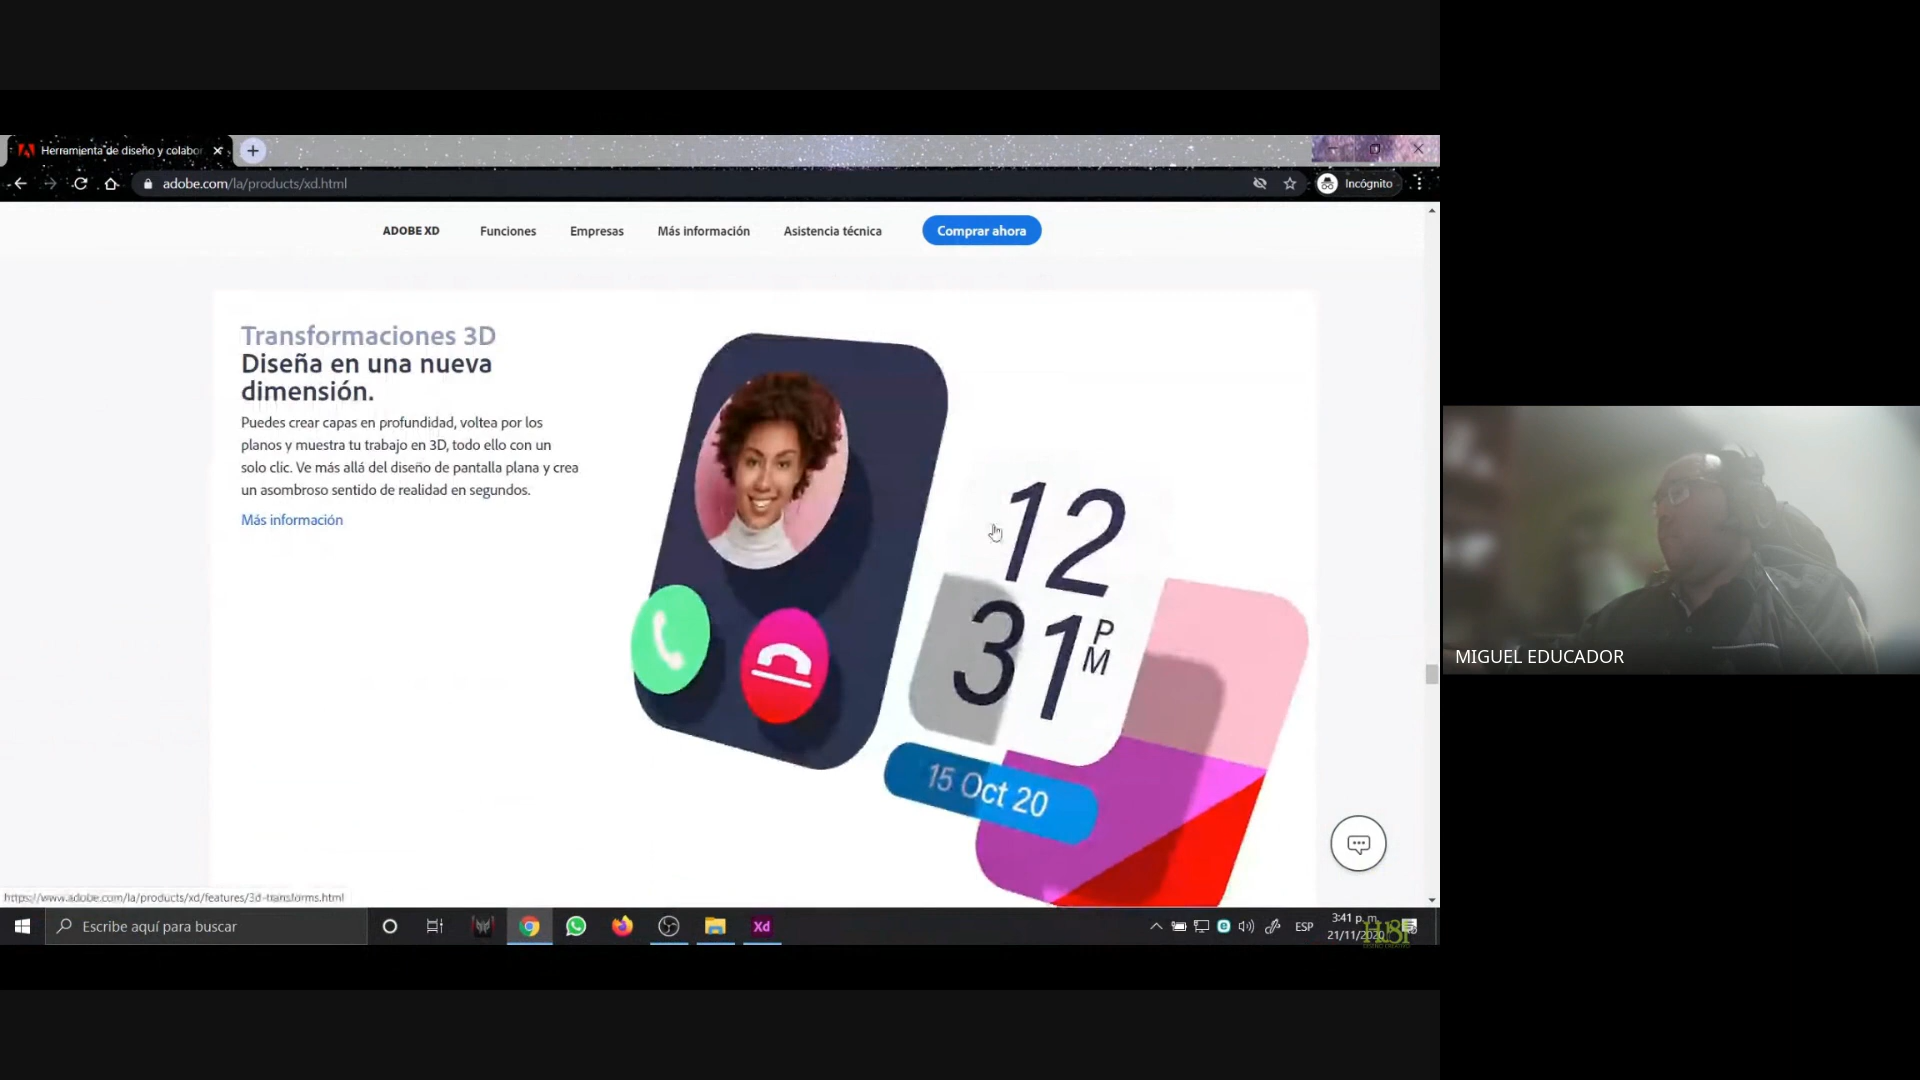 Herramienta de diseño y colabor
adobe.com/la/products/xd.html
Incógnito
ADOBE XD
Funciones
Empresas
Más información
Asistencia técnica
Comprar ahora
Transformaciones 3D
Diseña en una nueva
dimensión.
Puedes crear capas en profundidad, voltea por los
planos y muestra tu trabajo en 3D, todo ello con un
solo clic. Ve más allá del diseño de pantalla plana y crea
un asombroso sentido de realidad en segundos.
Más información
12
31
PM
15 Oct 20
MIGUEL EDUCADOR
https://www.adobe.com/la/products/xd/features/3d-transforms.html
Escribe aquí para buscar
Xd
ESP
3:41 p. m.
21/11/2020